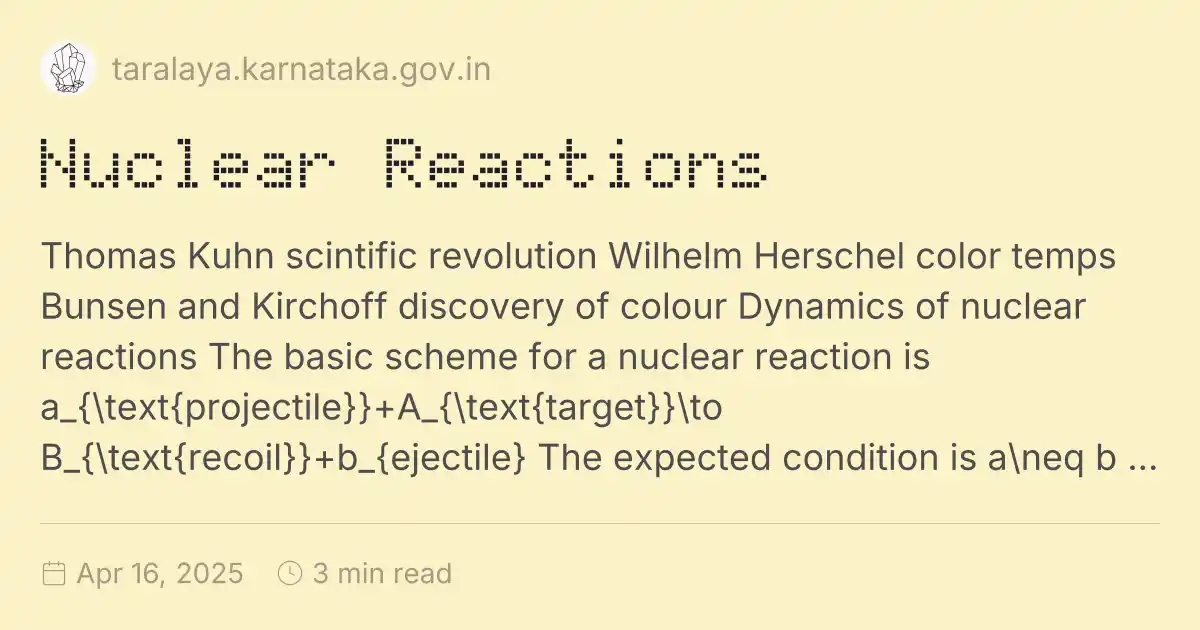 taralaya.karnataka.gov.in
Nuclear Reactions
Thomas Kuhn scintific revolution Wilhelm Herschel color temps
Bunsen and Kirchoff discovery of colour Dynamics of nuclear
reactions The basic scheme for a nuclear reaction is
a_{\text{projectile}}+A_{\text{target}}\to
B_{\text{recoil}}+b_{ejectile} The expected condition is a\neq b ...
Apr 16, 2025 3 min read